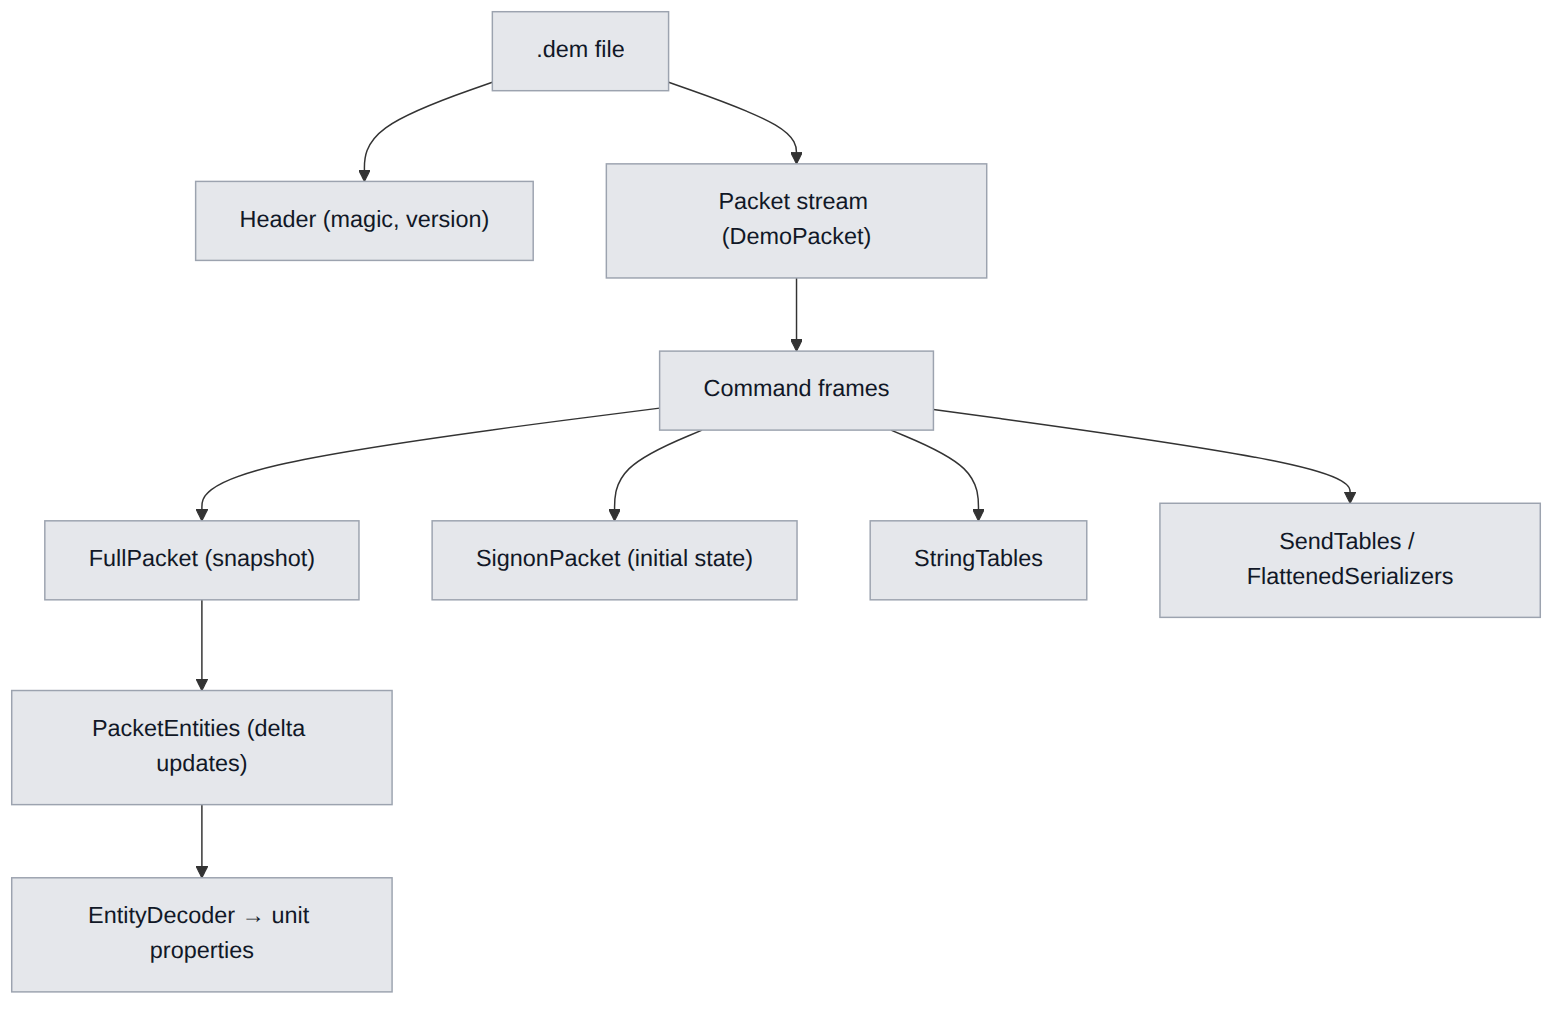 .dem file
Header (magic, version)
Packet stream
(DemoPacket)
Command frames
FullPacket (snapshot)
SignonPacket (initial state)
StringTables
SendTables /
FlattenedSerializers
PacketEntities (delta
updates)
EntityDecoder → unit
properties